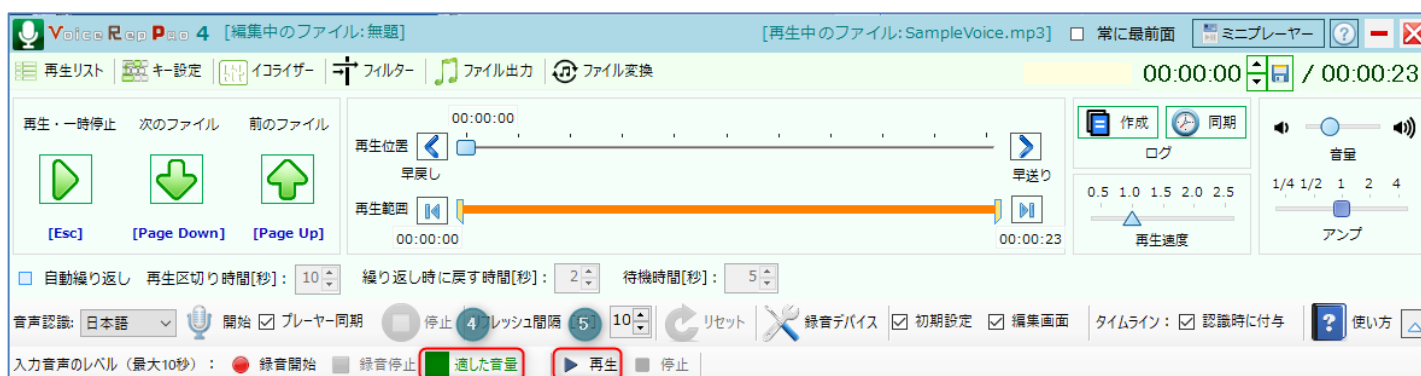 Voice Rep Pro 4 [編集中のファイル:無題] [再生中のファイル:SampleVoice.mp3] 常に最前面 ミニプレーヤー ?
再生リスト キー設定 イコライザー フィルター ファイル出力 ファイル変換 00:00:00 / 00:00:23
再生・一時停止 次のファイル 前のファイル
[Esc] [Page Down] [Page Up]
00:00:00
再生位置
早戻し 早送り
再生範囲
00:00:00 00:00:23
作成 同期
ログ
0.5 1.0 1.5 2.0 2.5
再生速度
音量
1/4 1/2 1 2 4
アンプ
自動繰り返し 再生区切り時間[秒]: 10 繰り返し時に戻す時間[秒]: 2 待機時間[秒]: 5
音声認識: 日本語 開始 プレーヤー同期 停止 4 フレッシュ間隔 5 10 リセット 録音デバイス 初期設定 編集画面 タイムライン: 認識時に付与 ? 使い方
入力音声のレベル (最大10秒) : 録音開始 録音停止 適した音量 再生 停止